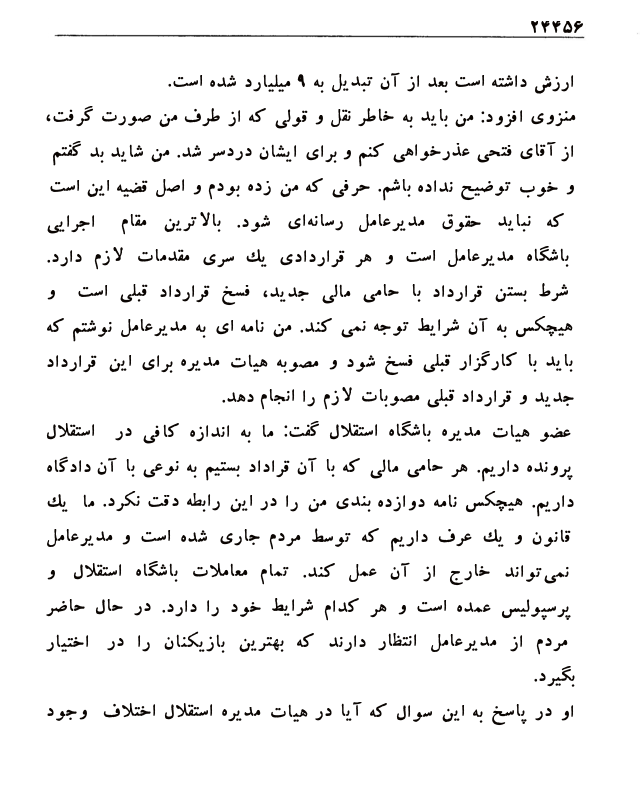 ۲۴۴۵۶
ارزش داشته است بعد از آن تبدیل به ۹ میلیارد شده است.
منزوی افزود: من باید به خاطر نقل و قولی که از طرف من صورت گرفت،
از آقای فتحی عذرخواهی کنم و برای ایشان دردسر شد. من شاید بد گفتم
و خوب توضیح نداده باشم. حرفی که من زده بودم و اصل قضیه این است
که نباید حقوق مدیرعامل رسانه‌ای شود. بالاترین مقام اجرایی
باشگاه مدیرعامل است و هر قراردادی یك سری مقدمات لازم دارد.
شرط بستن قرارداد با حامی مالی جدید، فسخ قرارداد قبلی است و
هیچکس به آن شرایط توجه نمی کند. من نامه ای به مدیرعامل نوشتم که
باید با کارگزار قبلی فسخ شود و مصوبه هیات مدیره برای این قرارداد
جدید و قرارداد قبلی مصوبات لازم را انجام دهد.
عضو هیات مدیره باشگاه استقلال گفت: ما به اندازه کافی در استقلال
پرونده داریم. هر حامی مالی که با آن قراداد بستیم به نوعی با آن دادگاه
داریم. هیچکس نامه دوازده بندی من را در این رابطه دقت نکرد. ما یك
قانون و یك عرف داریم که توسط مردم جاری شده است و مدیرعامل
نمی‌تواند خارج از آن عمل کند. تمام معاملات باشگاه استقلال و
پرسپولیس عمده است و هر کدام شرایط خود را دارد. در حال حاضر
مردم از مدیرعامل انتظار دارند که بهترین بازیکنان را در اختیار
بگیرد.
او در پاسخ به این سوال که آیا در هیات مدیره استقلال اختلاف وجود